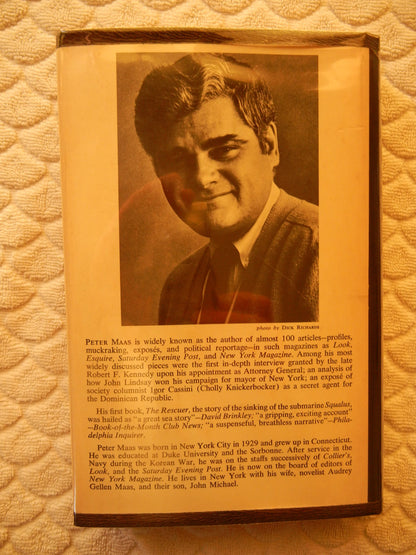 photo by DICK RICHARDS
PETER MAAS is widely known as the author of almost 100 articles—profiles,
muckraking, exposés, and political reportage—in such magazines as Look,
Esquire, Saturday Evening Post, and New York Magazine. Among his most
widely discussed pieces were the first in-depth interview granted by the late
Robert F. Kennedy upon his appointment as Attorney General; an analysis of
how John Lindsay won his campaign for mayor of New York; an exposé of
society columnist Igor Cassini (Cholly Knickerbocker) as a secret agent for
the Dominican Republic.
His first book, The Rescuer, the story of the sinking of the submarine Squalus,
was hailed as "a great sea story"—David Brinkley; "a gripping, exciting account"
—Book-of-the-Month Club News; "a suspenseful, breathless narrative"—Phila-
delphia Inquirer.
Peter Maas was born in New York City in 1929 and grew up in Connecticut.
He was educated at Duke University and the Sorbonne. After service in the
Navy during the Korean War, he was on the staffs successively of Collier's,
Look, and the Saturday Evening Post. He is now on the board of editors of
New York Magazine. He lives in New York with his wife, novelist Audrey
Gellen Maas, and their son, John Michael.